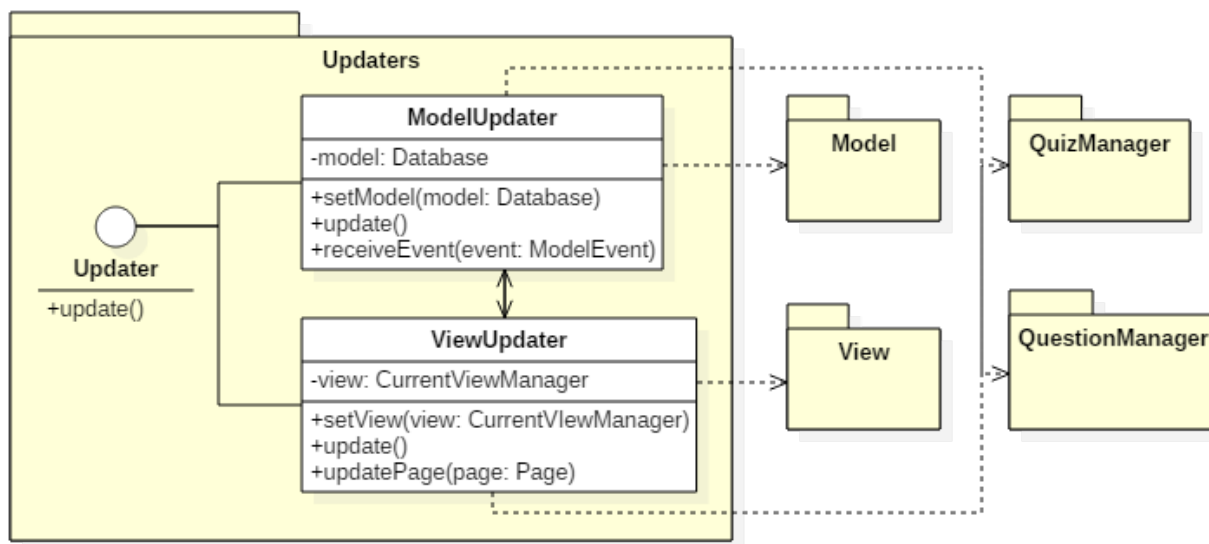 Updaters
ModelUpdater
-model: Database
+setModel(model: Database)
+update()
+receiveEvent(event: ModelEvent)
Updater
+update()
ViewUpdater
-view: CurrentViewManager
+setView(view: CurrentVIewManager)
+update()
+updatePage(page: Page)
Model
QuizManager
View
QuestionManager